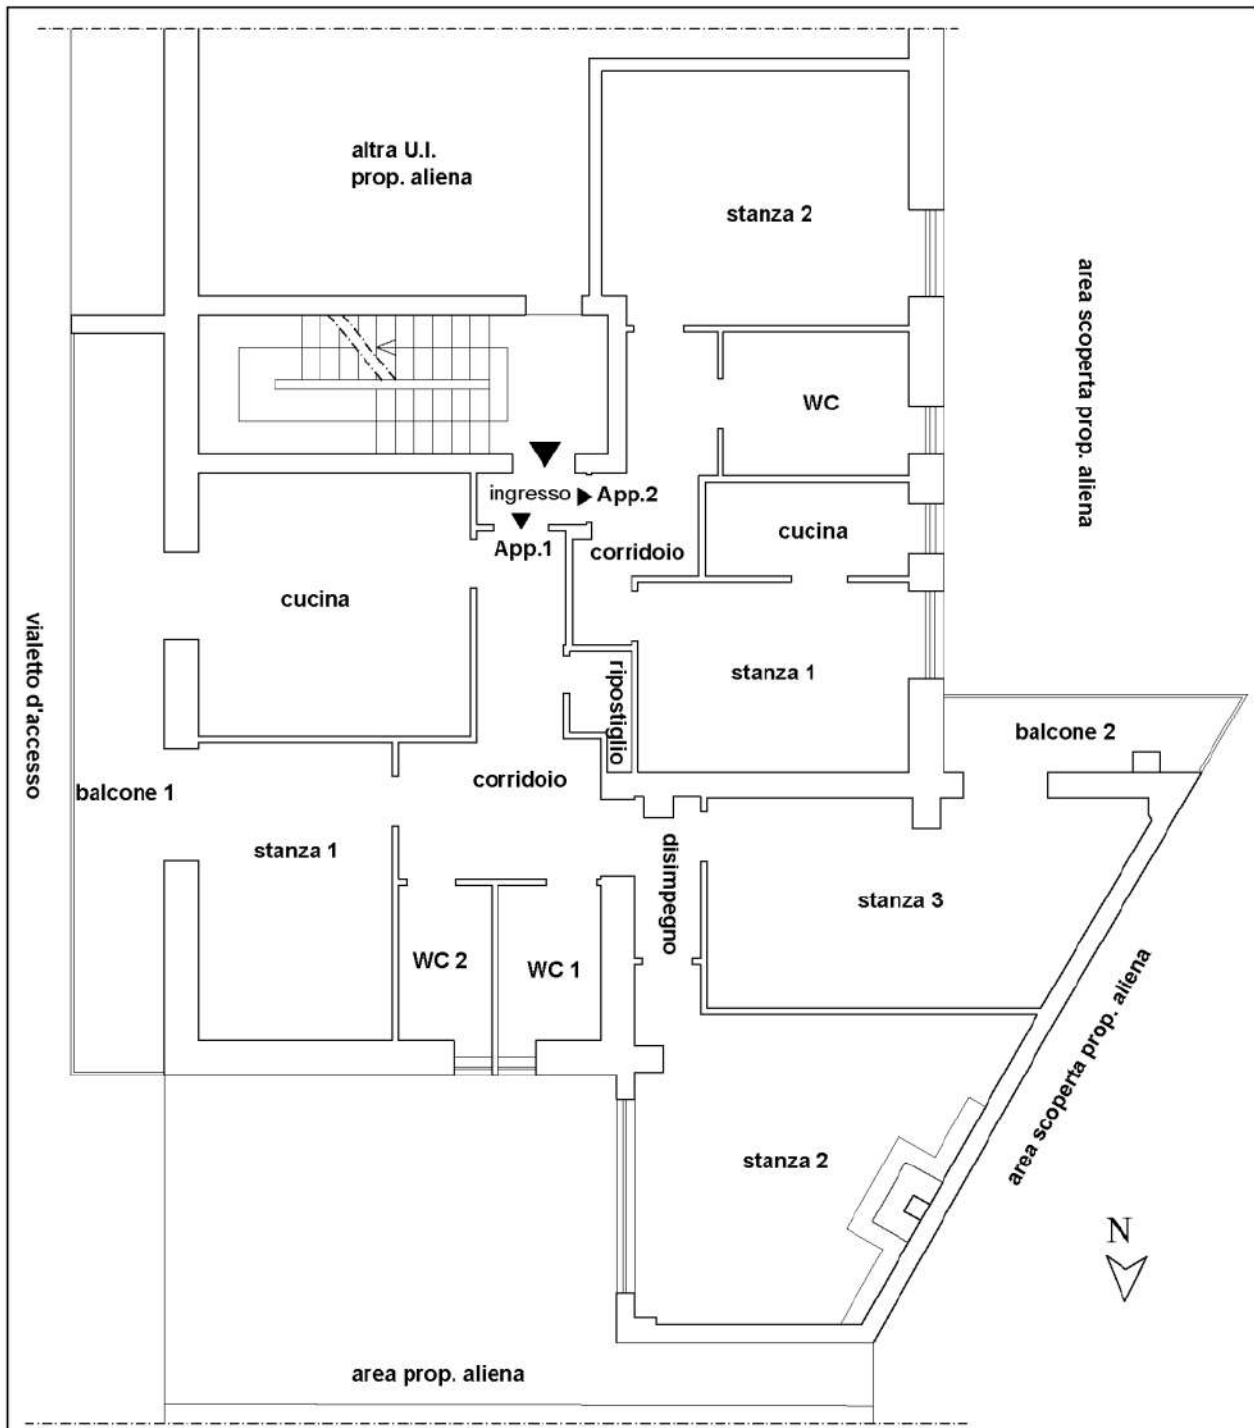 altra U.I.
prop. aliena
stanza 2
area scoperta prop. aliena
WC
ingresso
App.2
App.1
corridoio
cucina
cucina
vialetto d'accesso
ripostiglio
stanza 1
balcone 2
corridoio
balcone 1
stanza 1
disimpegno
stanza 3
WC 2
WC 1
area scoperta prop. aliena
stanza 2
N
area prop. aliena